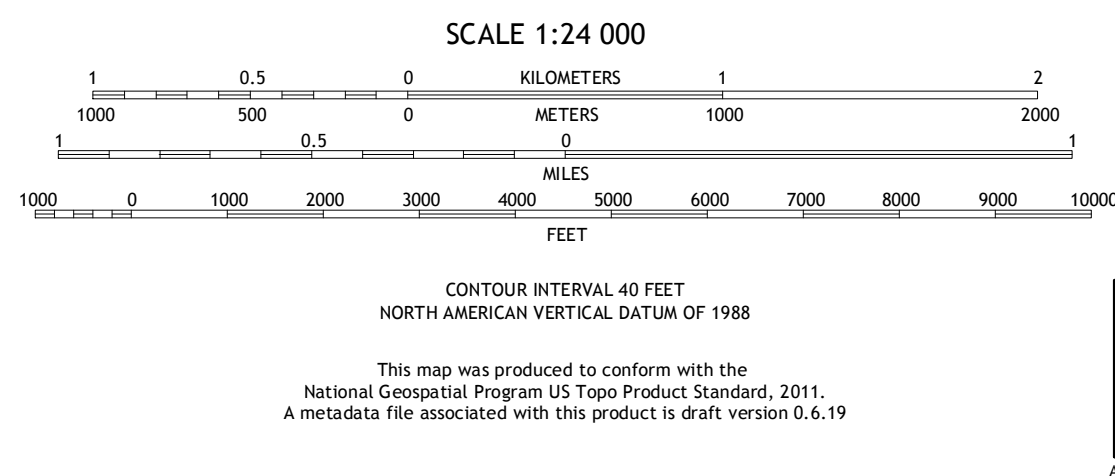 SCALE 1:24 000
1 0.5 0 KILOMETERS 1 2
1000 500 0 METERS 1000 2000
1 0.5 0 1
MILES
1000 0 1000 2000 3000 4000 5000 6000 7000 8000 9000 10000
FEET
CONTOUR INTERVAL 40 FEET
NORTH AMERICAN VERTICAL DATUM OF 1988
This map was produced to conform with the
National Geospatial Program US Topo Product Standard, 2011.
A metadata file associated with this product is draft version 0.6.19